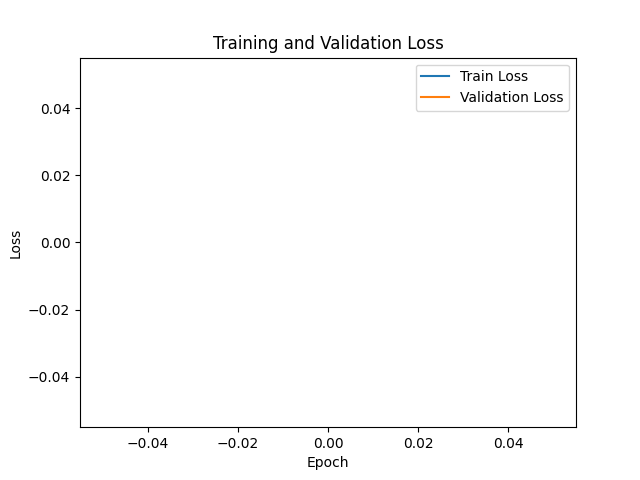 Training and Validation Loss
Train Loss
Validation Loss
0.04
0.02
0.00
−0.02
−0.04
Loss
−0.04 −0.02 0.00 0.02 0.04
Epoch